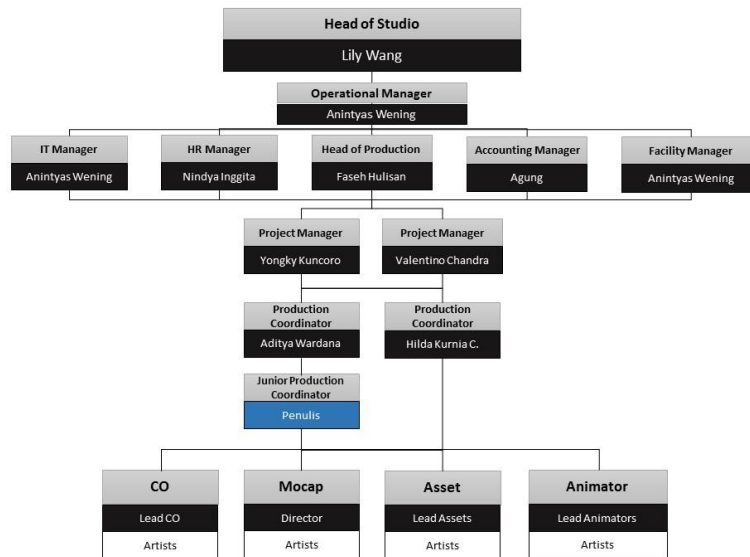 Head of Studio
Lily Wang
Operational Manager
Anintyas Wening
IT Manager
Anintyas Wening
HR Manager
Nindya Inggita
Head of Production
Faseh Hulisan
Accounting Manager
Agung
Facility Manager
Anintyas Wening
Project Manager
Yongky Kuncoro
Project Manager
Valentino Chandra
Production
Coordinator
Aditya Wardana
Production
Coordinator
Hilda Kurnia C.
Junior Production
Coordinator
Penulis
CO
Lead CO
Artists
Mocap
Director
Artists
Asset
Lead Assets
Artists
Animator
Lead Animators
Artists